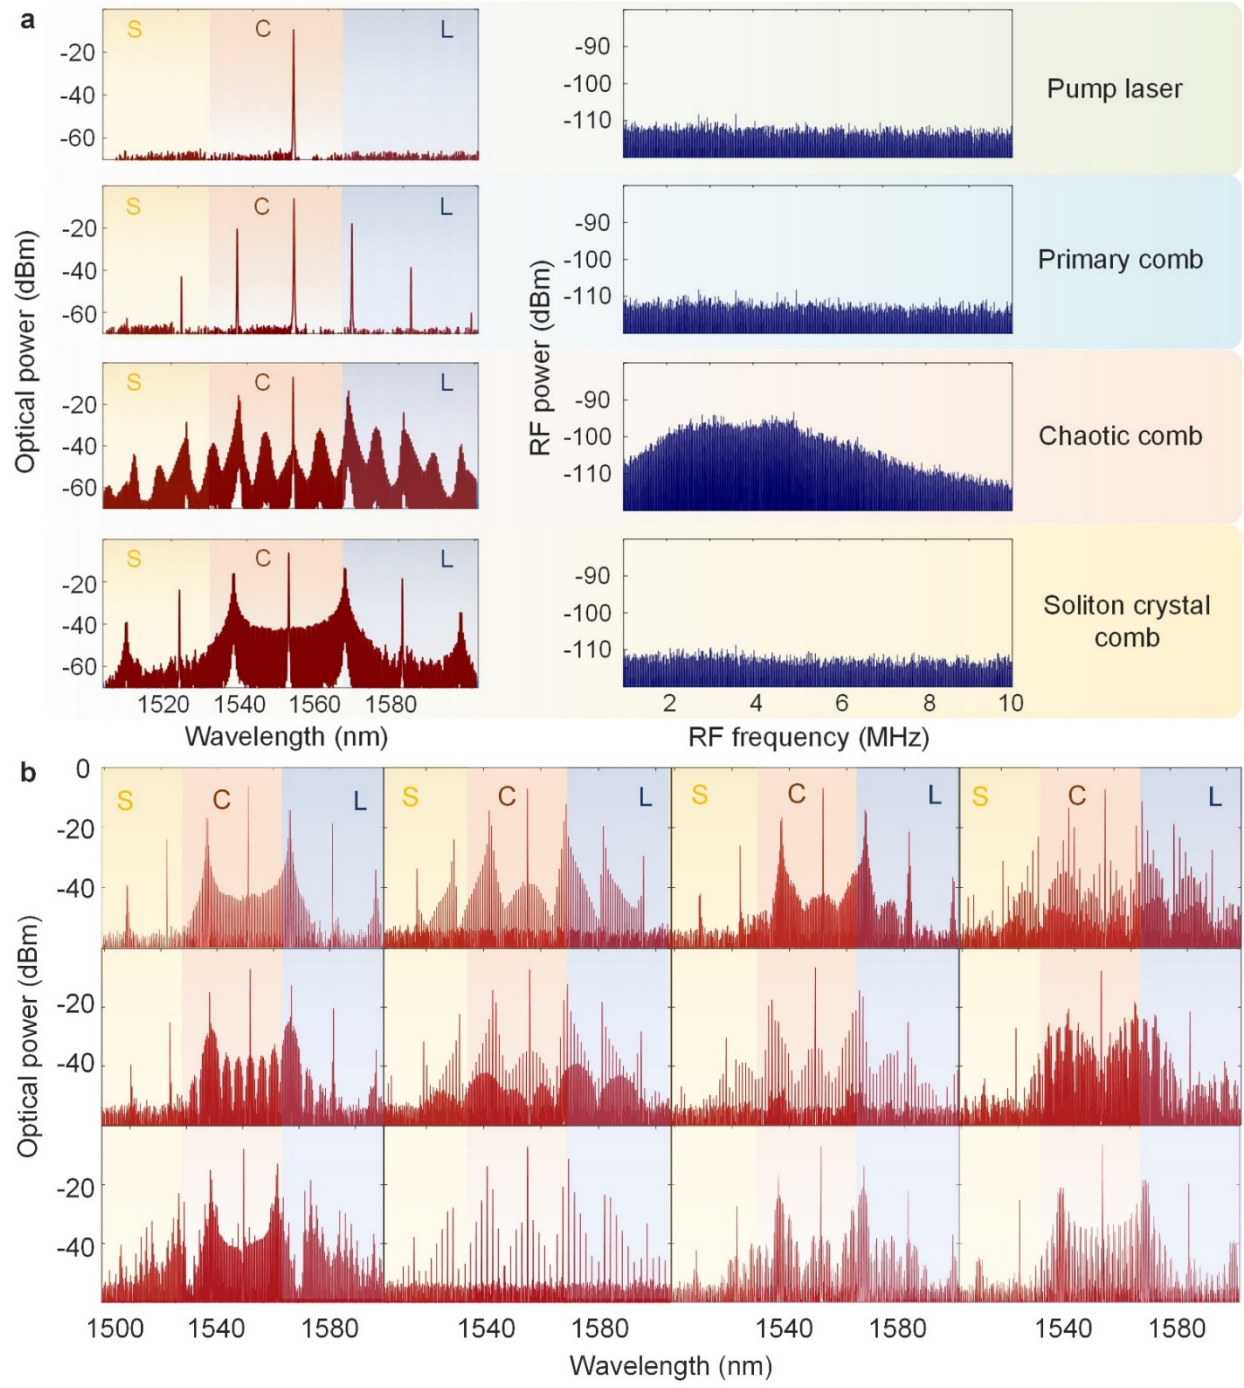 a
S C L
-20
-40
-60
-90
-100
-110
Pump laser
S C L
-20
-40
-60
-90
-100
-110
Primary comb
S C L
-20
-40
-60
-90
-100
-110
Chaotic comb
S C L
-20
-40
-60
-90
-100
-110
Soliton crystal
comb
Optical power (dBm)
RF power (dBm)
1520 1540 1560 1580
2 4 6 8 10
Wavelength (nm)
RF frequency (MHz)
b
0
-20
-40
S C L S C L S C L S C L
-20
-40
-20
-40
Optical power (dBm)
1500 1540 1580 1540 1580 1540 1580 1540 1580
Wavelength (nm)